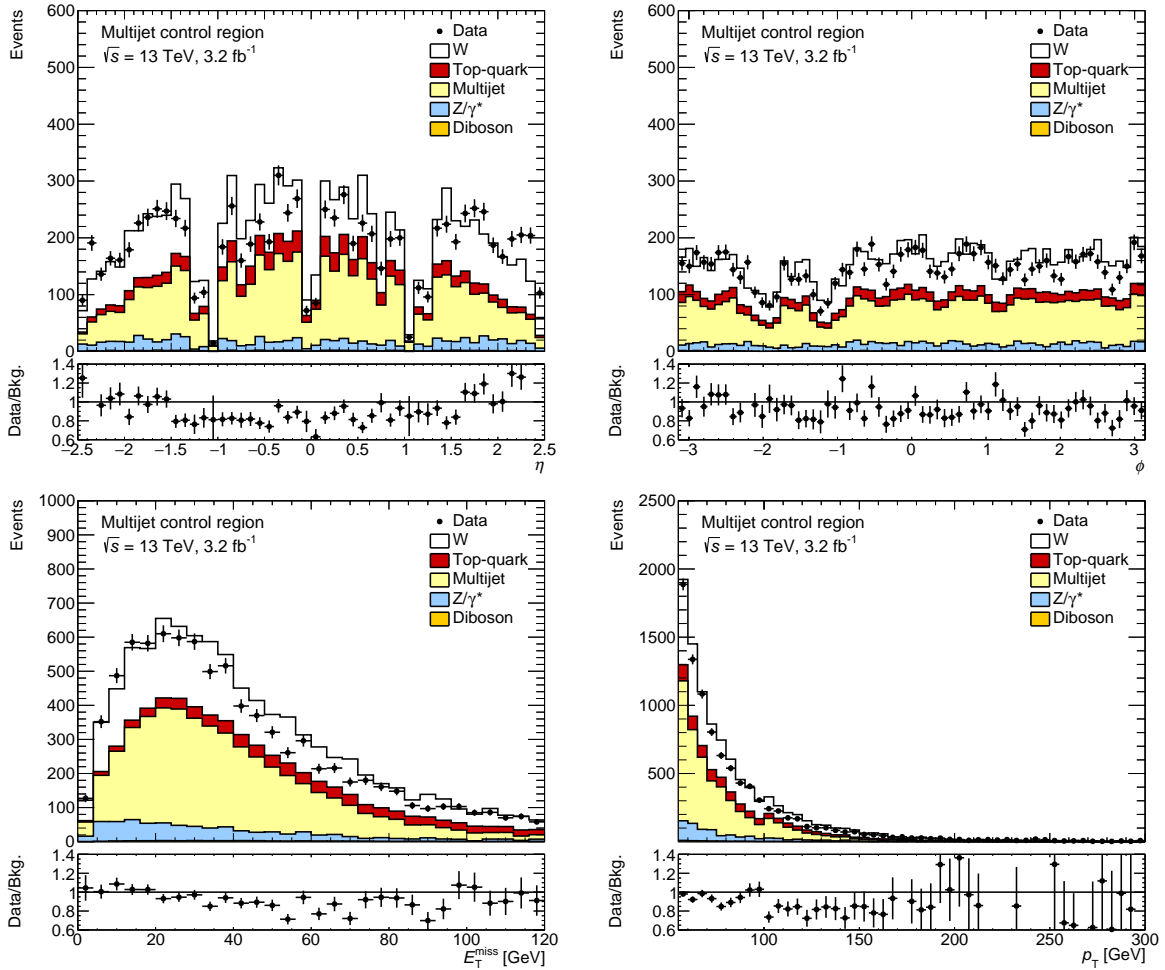 Events
600
500
400
300
200
100
0
Multijet control region
√s = 13 TeV, 3.2 fb⁻¹
Data
W
Top-quark
Multijet
Z/γ*
Diboson
Data/Bkg.
1.4
1.2
1
0.8
0.6
−2.5 −2 −1.5 −1 −0.5 0 0.5 1 1.5 2 2.5
η
Events
600
500
400
300
200
100
0
Multijet control region
√s = 13 TeV, 3.2 fb⁻¹
Data
W
Top-quark
Multijet
Z/γ*
Diboson
Data/Bkg.
1.4
1.2
1
0.8
0.6
−3 −2 −1 0 1 2 3
ϕ
Events
1000
900
800
700
600
500
400
300
200
100
0
Multijet control region
√s = 13 TeV, 3.2 fb⁻¹
Data
W
Top-quark
Multijet
Z/γ*
Diboson
Data/Bkg.
1.4
1.2
1
0.8
0.6
0 20 40 60 80 100 120
E_T^miss [GeV]
Events
2500
2000
1500
1000
500
Multijet control region
√s = 13 TeV, 3.2 fb⁻¹
Data
W
Top-quark
Multijet
Z/γ*
Diboson
Data/Bkg.
1.4
1.2
1
0.8
0.6
100 150 200 250 300
p_T [GeV]